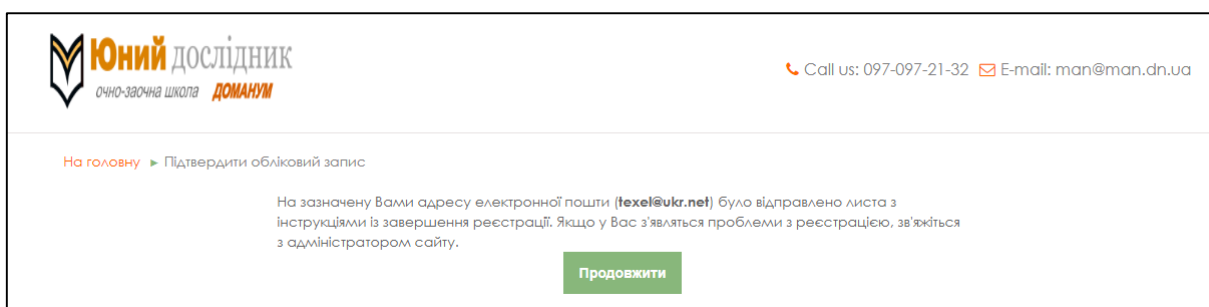 Юний дослідник
очно-заочна школа ДОМАНУМ
Call us: 097-097-21-32 E-mail: man@man.dn.ua
На головну ► Підтвердити обліковий запис
На зазначену Вами адресу електронної пошти (texel@ukr.net) було відправлено листа з
інструкціями із завершення реєстрації. Якщо у Вас з'являться проблеми з реєстрацією, зв'яжіться
з адміністратором сайту.
Продовжити